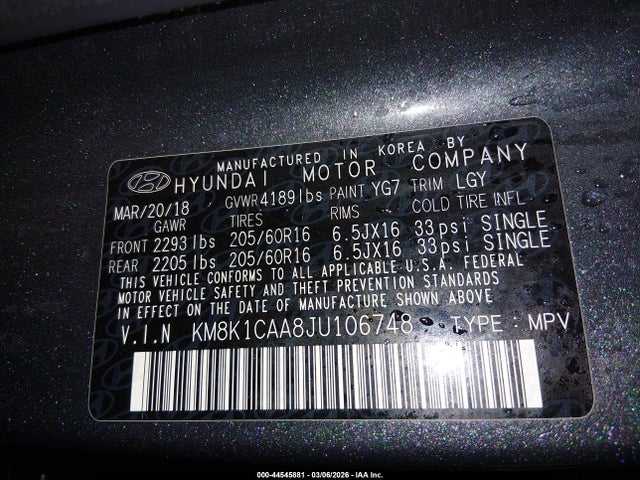 MANUFACTURED IN KOREA BY
HYUNDAI MOTOR COMPANY
MAR/20/18 GVWR4189lbs PAINT YG7 TRIM LGY
GAWR TIRES RIMS COLD TIRE INFL
FRONT 2293lbs 205/60R16 6.5JX16 33psi SINGLE
REAR 2205lbs 205/60R16 6.5JX16 33psi SINGLE
THIS VEHICLE CONFORMS TO ALL APPLICABLE U.S.A. FEDERAL
MOTOR VEHICLE SAFETY AND THEFT PREVENTION STANDARDS
IN EFFECT ON THE DATE OF MANUFACTURE SHOWN ABOVE.
V.I.N KM8K1CAA8JU106748 TYPE : MPV
000-44545881 - 03/06/2026 - IAA Inc.